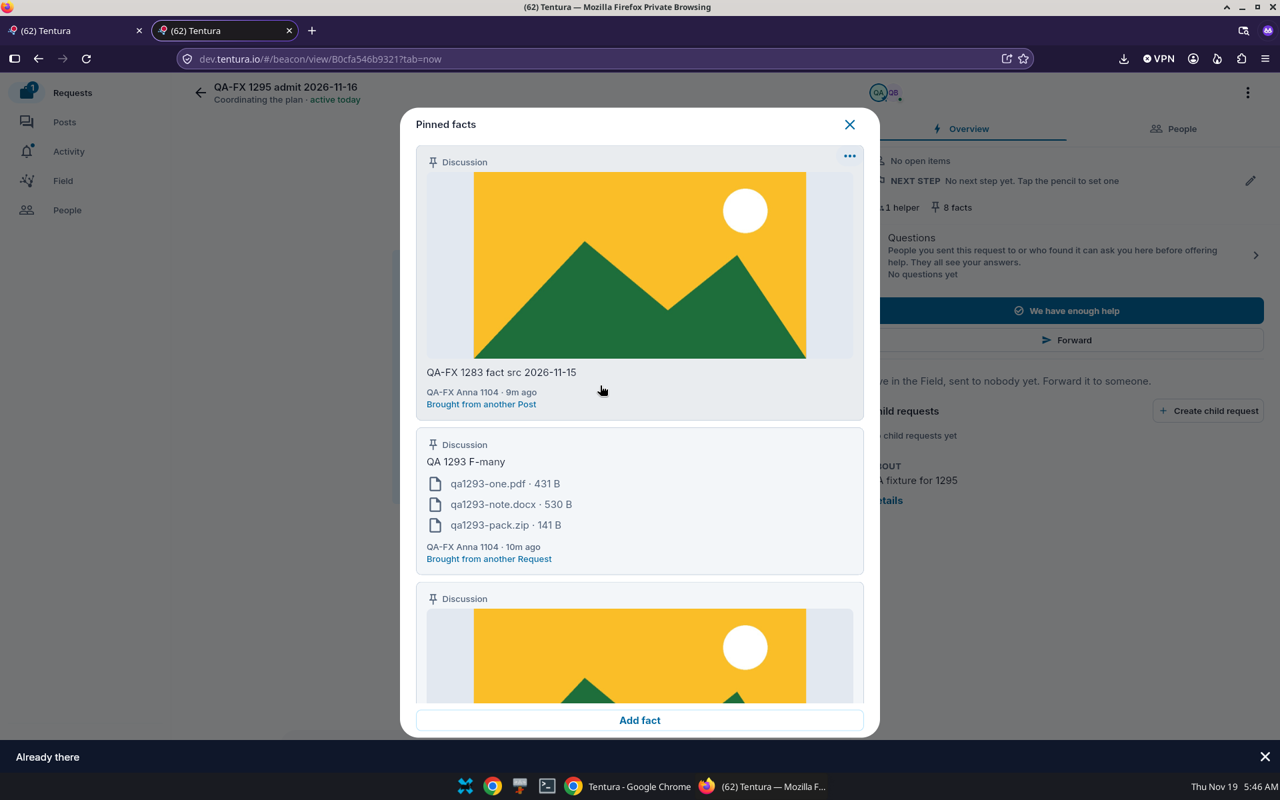 (62) Tentura — Mozilla Firefox Private Browsing
(62) Tentura
(62) Tentura
dev.tentura.io/#/beacon/view/B0cfa546b9321?tab=now
VPN
1
Requests
Posts
Activity
Field
People
QA-FX 1295 admit 2026-11-16
Coordinating the plan · active today
QA
QB
Overview
People
No open items
NEXT STEP No next step yet. Tap the pencil to set one
1 helper
8 facts
Questions
People you sent this request to or who found it can ask you here before offering
help. They all see your answers.
No questions yet
We have enough help
Forward
in the Field, sent to nobody yet. Forward it to someone.
requests
Create child request
child requests yet
fixture for 1295
Pinned facts
Discussion
QA-FX 1283 fact src 2026-11-15
QA-FX Anna 1104 · 9m ago
Brought from another Post
Discussion
QA 1293 F-many
qa1293-one.pdf · 431 B
qa1293-note.docx · 530 B
qa1293-pack.zip · 141 B
QA-FX Anna 1104 · 10m ago
Brought from another Request
Discussion
Add fact
Already there
Tentura - Google Chrome
(62) Tentura — Mozilla F...
Thu Nov 19 5:46 AM